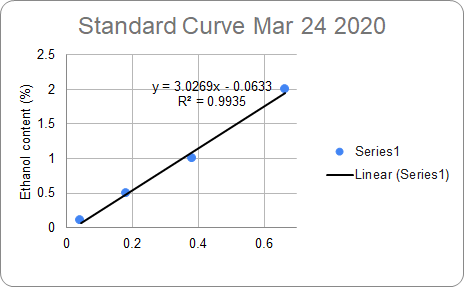 Standard Curve Mar 24 2020
2.5
y = 3.0269x - 0.0633
R² = 0.9935
2
1.5
1
0.5
0
Ethanol content (%)
0 0.2 0.4 0.6
Series1
Linear (Series1)